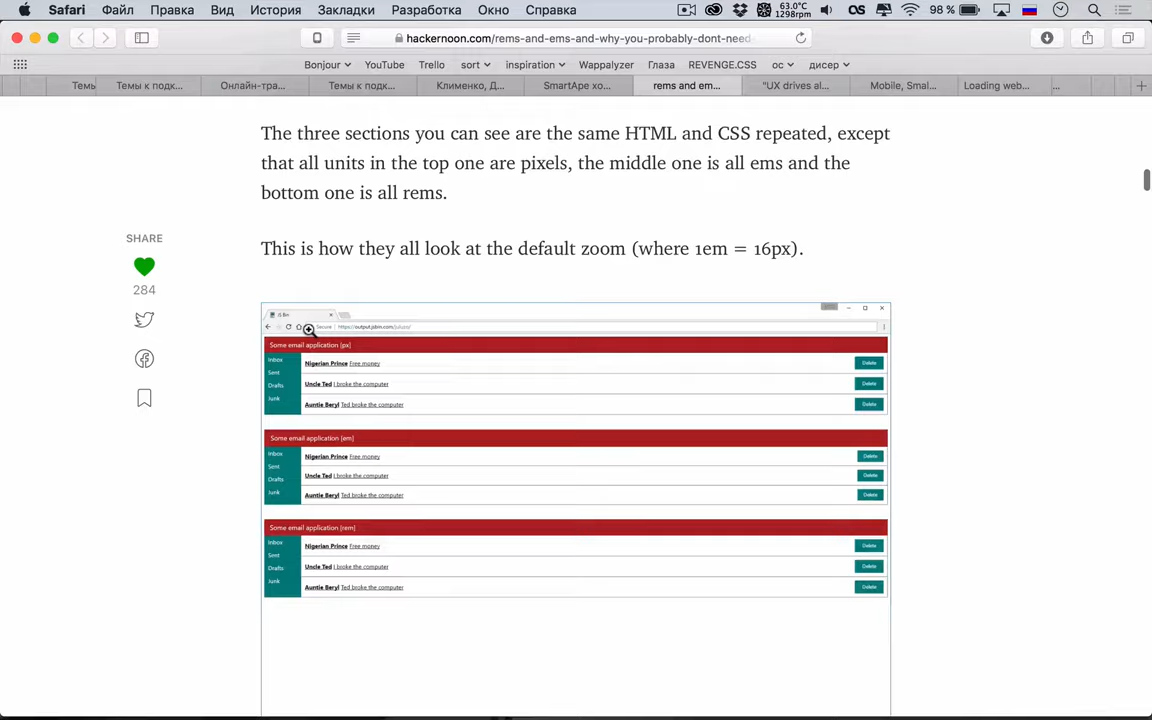 Safari Файл Правка Вид История Закладки Разработка Окно Справка 63.0°C 1298rpm 98 %
hackernoon.com/rems-and-ems-and-why-you-probably-dont-need-
Bonjour YouTube Trello sort inspiration Wappalyzer Глаза REVENGE.CSS ос дисер
Темы Темы к подк... Онлайн-тра... Темы к подк... Клименко, Д... SmartApe хо... rems and em... "UX drives al... Mobile, Smal... Loading web... ...
The three sections you can see are the same HTML and CSS repeated, except
that all units in the top one are pixels, the middle one is all ems and the
bottom one is all rems.
SHARE
284
This is how they all look at the default zoom (where 1em = 16px).
JS Bin
Secure https://output.jsbin.com/
Some email application [px]
Inbox
Nigerian Prince Free money Delete
Sent
Uncle Ted I broke the computer Delete
Drafts
Junk
Auntie Beryl Ted broke the computer Delete
Some email application [em]
Inbox
Nigerian Prince Free money Delete
Sent
Uncle Ted I broke the computer Delete
Drafts
Junk
Auntie Beryl Ted broke the computer Delete
Some email application [rem]
Inbox
Nigerian Prince Free money Delete
Sent
Uncle Ted I broke the computer Delete
Drafts
Junk
Auntie Beryl Ted broke the computer Delete